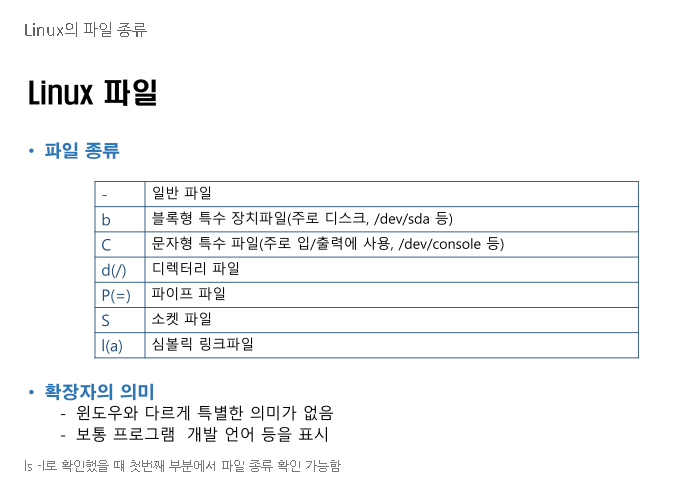 Linux의 파일 종류
Linux 파일
• 파일 종류
- 일반 파일
b 블록형 특수 장치파일(주로 디스크, /dev/sda 등)
C 문자형 특수 파일(주로 입/출력에 사용, /dev/console 등)
d(/) 디렉터리 파일
P(=) 파이프 파일
S 소켓 파일
l(a) 심볼릭 링크파일
• 확장자의 의미
- 윈도우와 다르게 특별한 의미가 없음
- 보통 프로그램 개발 언어 등을 표시
ls -l로 확인했을 때 첫번째 부분에서 파일 종류 확인 가능함